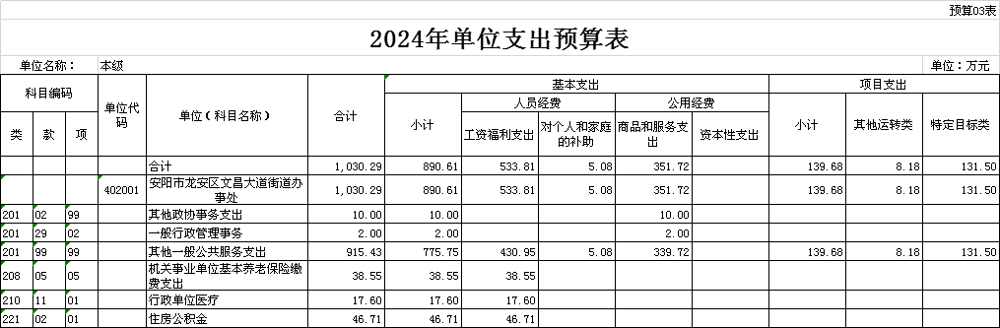 预算03表
2024年单位支出预算表
单位名称： 本级 单位：万元
科目编码 单位代码 单位（科目名称） 合计 基本支出 项目支出
人员经费 公用经费
类 款 项 小计 工资福利支出 对个人和家庭的补助 商品和服务支出 资本性支出 小计 其他运转类 特定目标类
合计 1,030.29 890.61 533.81 5.08 351.72 139.68 8.18 131.50
402001 安阳市龙安区文昌大道街道办事处 1,030.29 890.61 533.81 5.08 351.72 139.68 8.18 131.50
201 02 99 其他政协事务支出 10.00 10.00 10.00
201 29 02 一般行政管理事务 2.00 2.00 2.00
201 99 99 其他一般公共服务支出 915.43 775.75 430.95 5.08 339.72 139.68 8.18 131.50
208 05 05 机关事业单位基本养老保险缴费支出 38.55 38.55 38.55
210 11 01 行政单位医疗 17.60 17.60 17.60
221 02 01 住房公积金 46.71 46.71 46.71